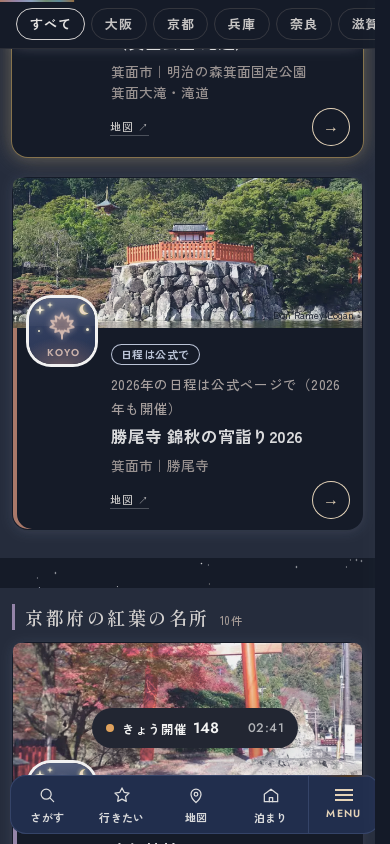 すべて
大阪
京都
兵庫
奈良
滋賀
箕面市｜明治の森箕面国定公園
箕面大滝・滝道
地図 ↗
→
Don Ramey Logan
KOYO
日程は公式で
2026年の日程は公式ページで（2026
年も開催）
勝尾寺 錦秋の宵詣り2026
箕面市｜勝尾寺
地図 ↗
→
京都府の紅葉の名所 10件
きょう開催 148 02:41
さがす
行きたい
地図
泊まり
MENU